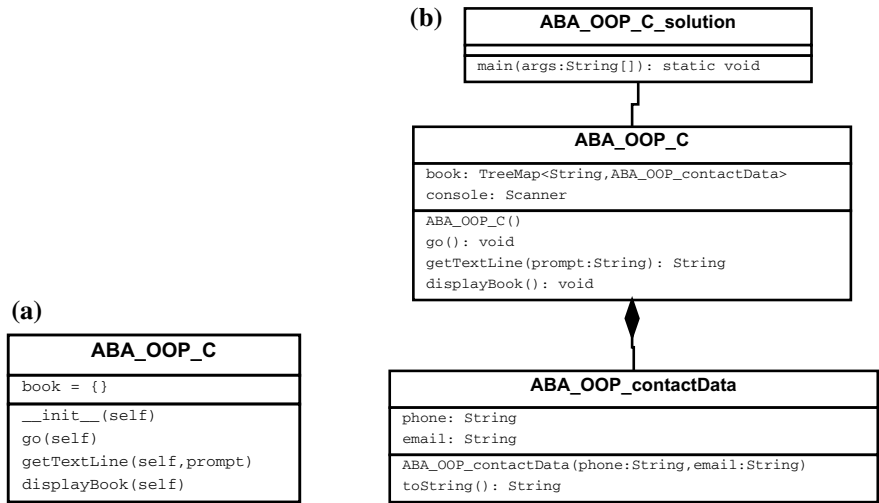 (b)
ABA_OOP_C_solution
main(args:String[]): static void
ABA_OOP_C
book: TreeMap<String,ABA_OOP_contactData>
console: Scanner
ABA_OOP_C()
go(): void
getTextLine(prompt:String): String
displayBook(): void
(a)
ABA_OOP_C
book = {}
__init__(self)
go(self)
getTextLine(self,prompt)
displayBook(self)
ABA_OOP_contactData
phone: String
email: String
ABA_OOP_contactData(phone:String,email:String)
toString(): String